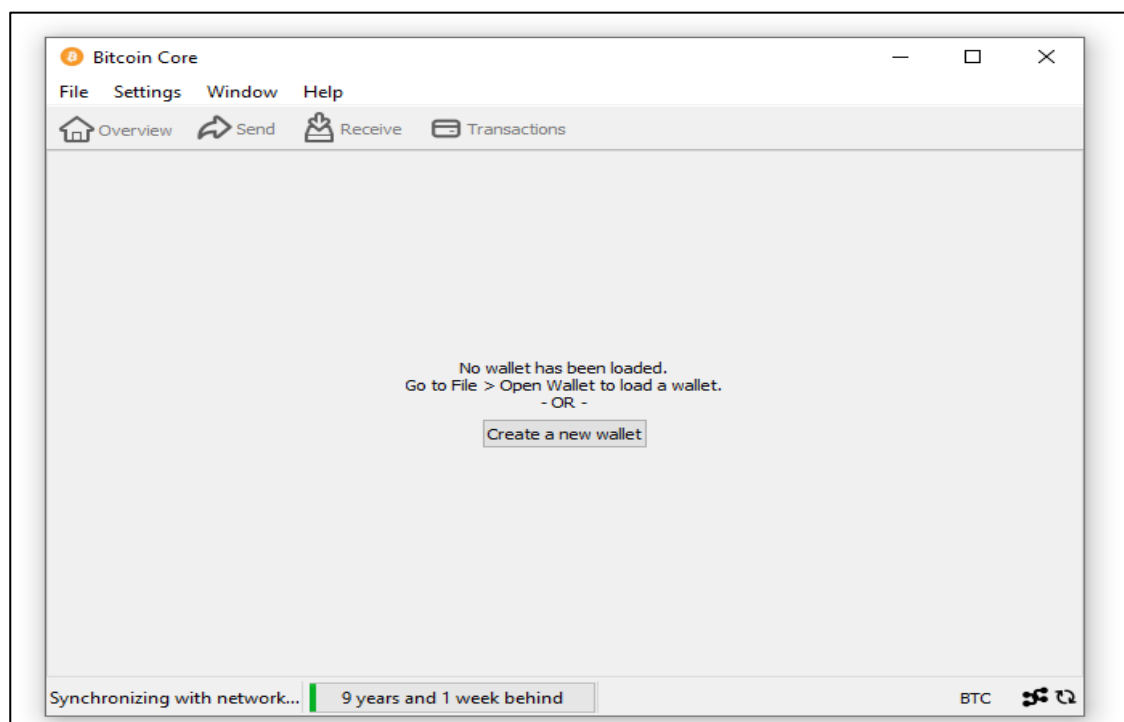 Bitcoin Core
File Settings Window Help
Overview Send Receive Transactions
No wallet has been loaded.
Go to File > Open Wallet to load a wallet.
- OR -
Create a new wallet
Synchronizing with network... 9 years and 1 week behind BTC